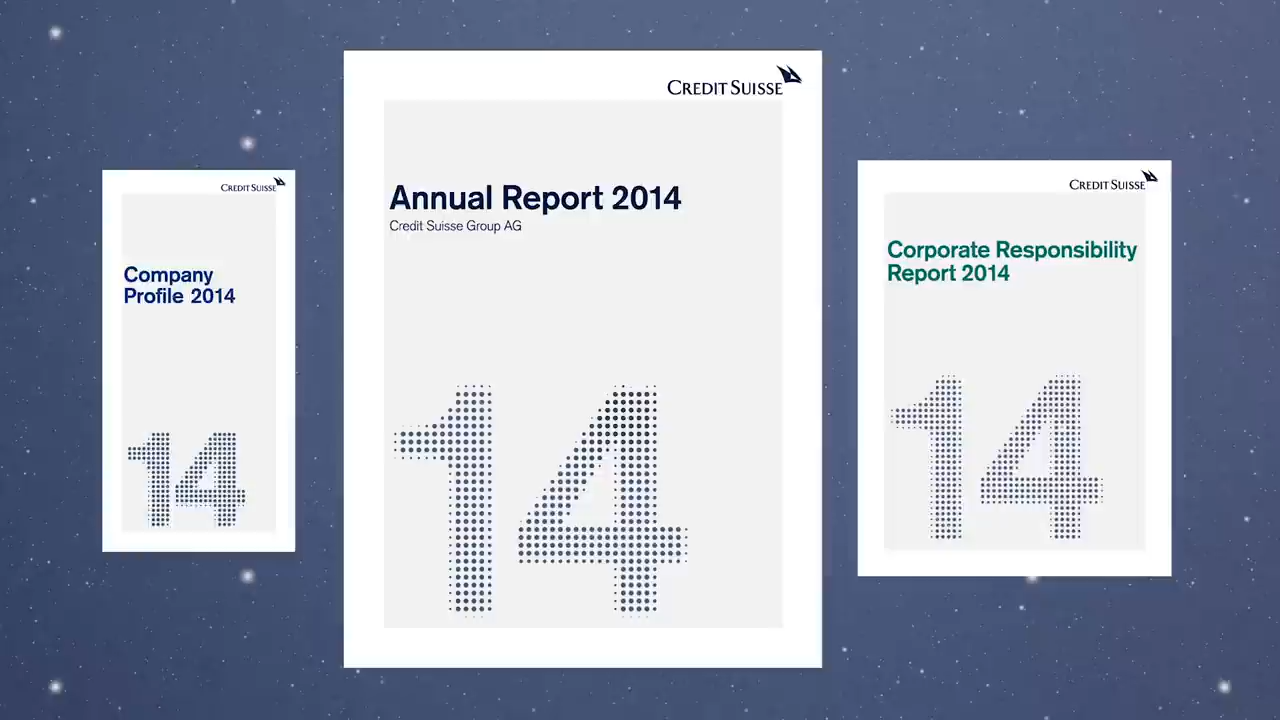 CREDIT SUISSE
Company
Profile 2014
14
CREDIT SUISSE
Annual Report 2014
Credit Suisse Group AG
14
CREDIT SUISSE
Corporate Responsibility
Report 2014
14